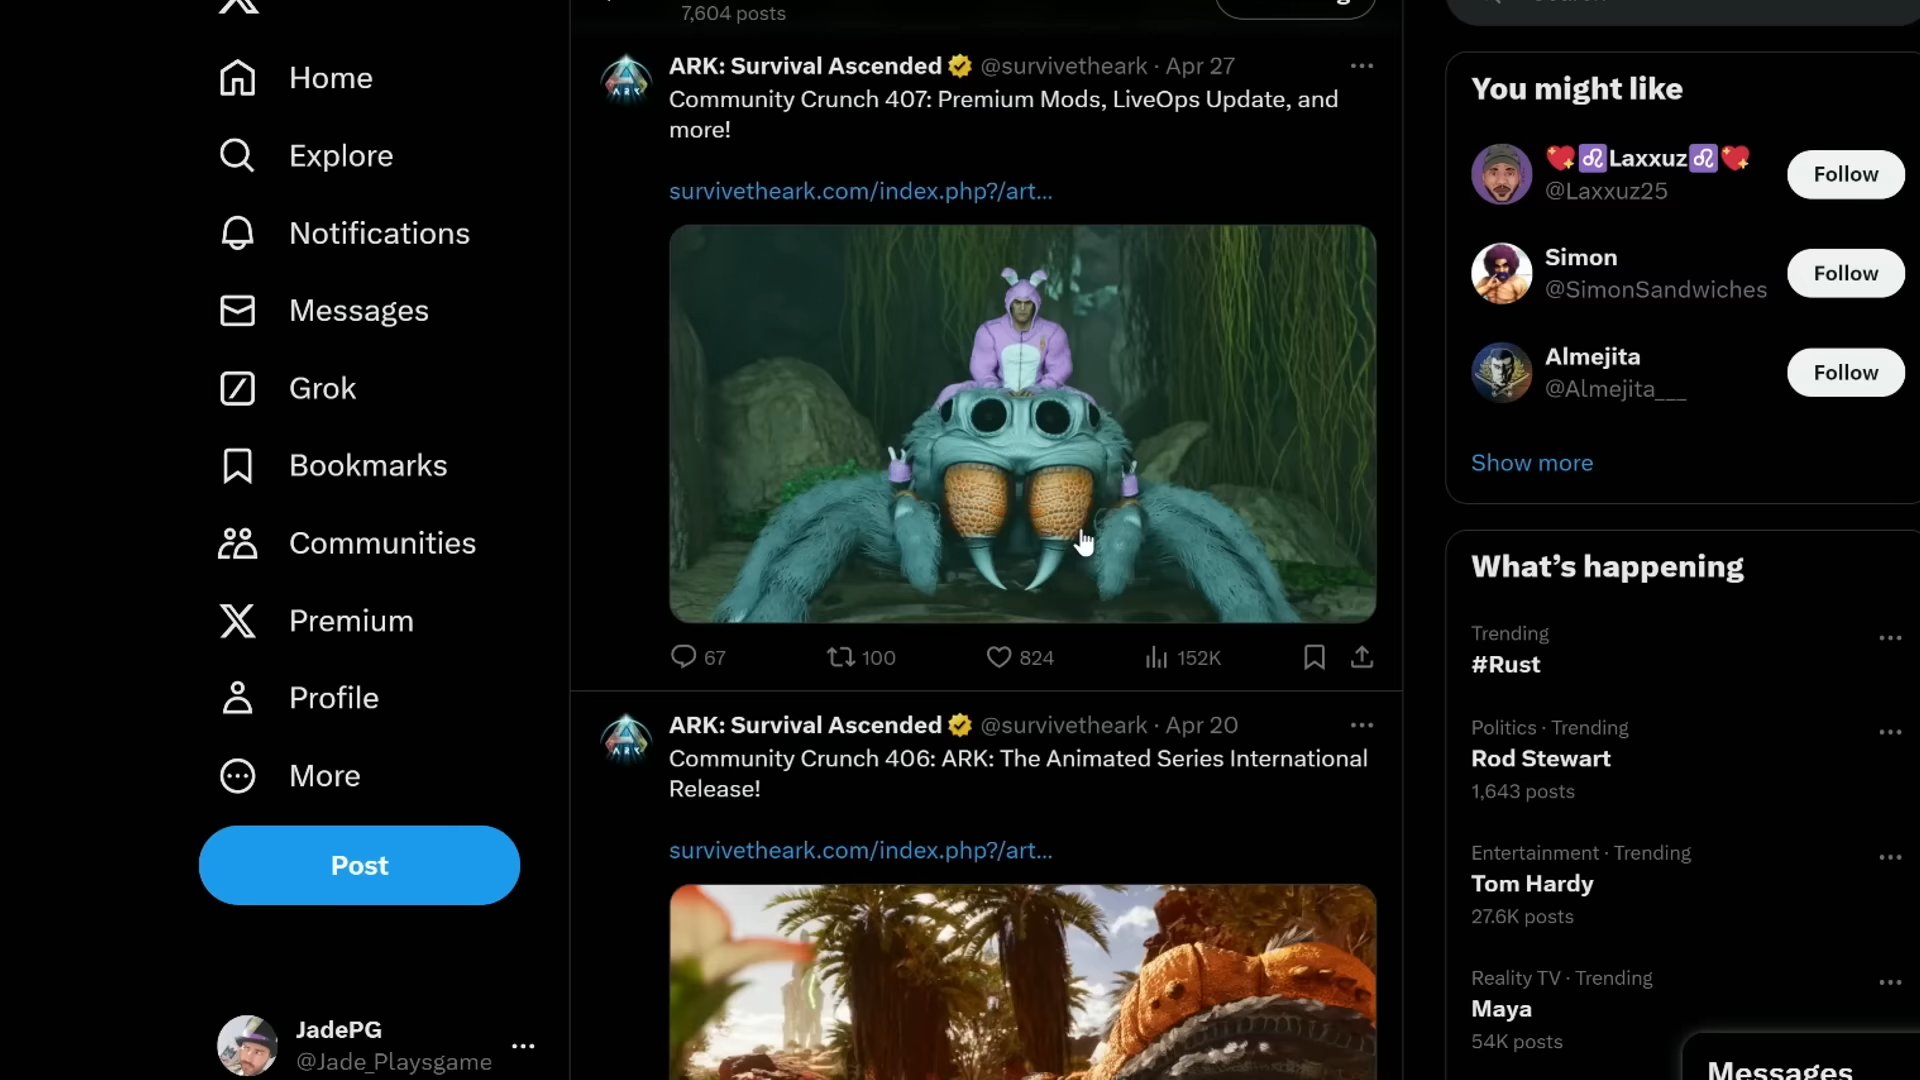 7,604 posts
Home
Explore
Notifications
Messages
Grok
Bookmarks
Communities
Premium
Profile
More
Post
JadePG
@Jade_Playsgame
ARK: Survival Ascended @survivetheark · Apr 27
Community Crunch 407: Premium Mods, LiveOps Update, and
more!
survivetheark.com/index.php?/art...
67 100 824 152K
ARK: Survival Ascended @survivetheark · Apr 20
Community Crunch 406: ARK: The Animated Series International
Release!
survivetheark.com/index.php?/art...
You might like
Laxxuz
@Laxxuz25
Follow
Simon
@SimonSandwiches
Follow
Almejita
@Almejita___
Follow
Show more
What’s happening
Trending
#Rust
Politics · Trending
Rod Stewart
1,643 posts
Entertainment · Trending
Tom Hardy
27.6K posts
Reality TV · Trending
Maya
54K posts
Messages